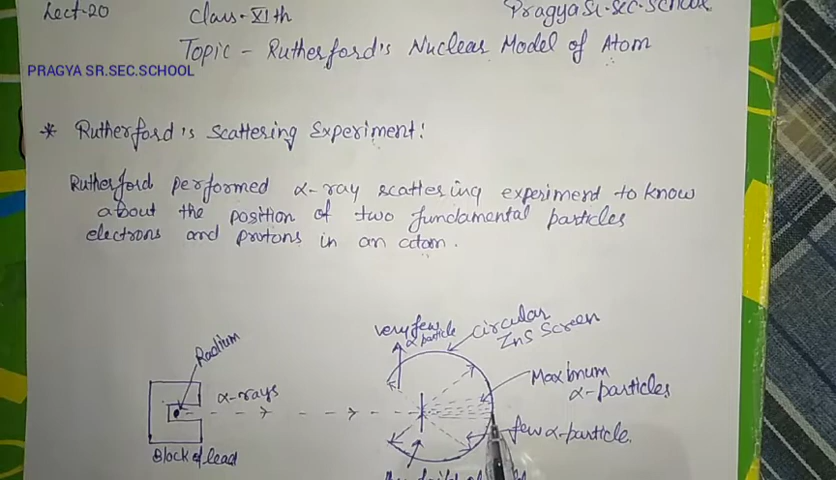 Lect-20
Class-XIth
Pragya Sr.Sec.School
Topic - Rutherford's Nuclear Model of Atom
PRAGYA SR.SEC.SCHOOL
* Rutherford's Scattering Experiment:
Rutherford performed α-ray scattering experiment to know
about the position of two fundamental particles
electrons and protons in an atom.
very few
α particle
circular
ZnS Screen
Radium
α-rays
Maximum
α-particles
few α-particle.
Block of lead